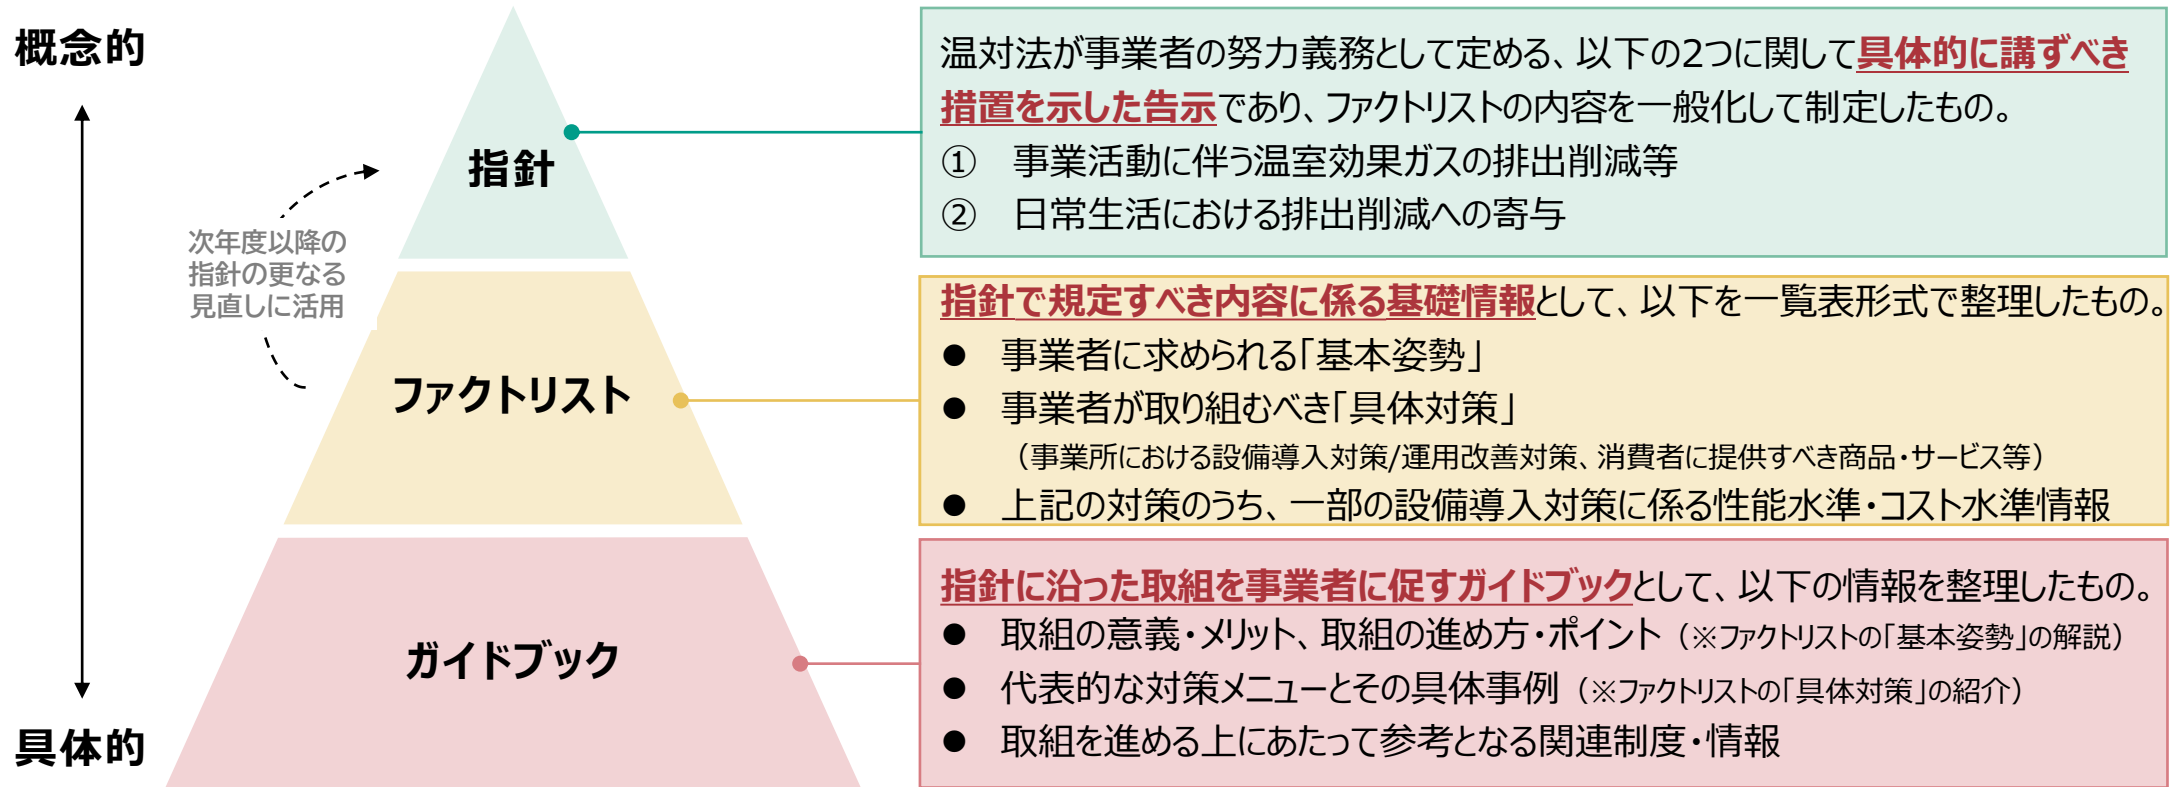 概念的
具体的
次年度以降の
指針の更なる
見直しに活用
指針
ファクトリスト
ガイドブック
温対法が事業者の努力義務として定める、以下の2つに関して具体的に講ずべき
措置を示した告示であり、ファクトリストの内容を一般化して制定したもの。
① 事業活動に伴う温室効果ガスの排出削減等
② 日常生活における排出削減への寄与
指針で規定すべき内容に係る基礎情報として、以下を一覧表形式で整理したもの。
● 事業者に求められる「基本姿勢」
● 事業者が取り組むべき「具体対策」
（事業所における設備導入対策/運用改善対策、消費者に提供すべき商品・サービス等）
● 上記の対策のうち、一部の設備導入対策に係る性能水準・コスト水準情報
指針に沿った取組を事業者に促すガイドブックとして、以下の情報を整理したもの。
● 取組の意義・メリット、取組の進め方・ポイント（※ファクトリストの「基本姿勢」の解説）
● 代表的な対策メニューとその具体事例（※ファクトリストの「具体対策」の紹介）
● 取組を進める上にあたって参考となる関連制度・情報